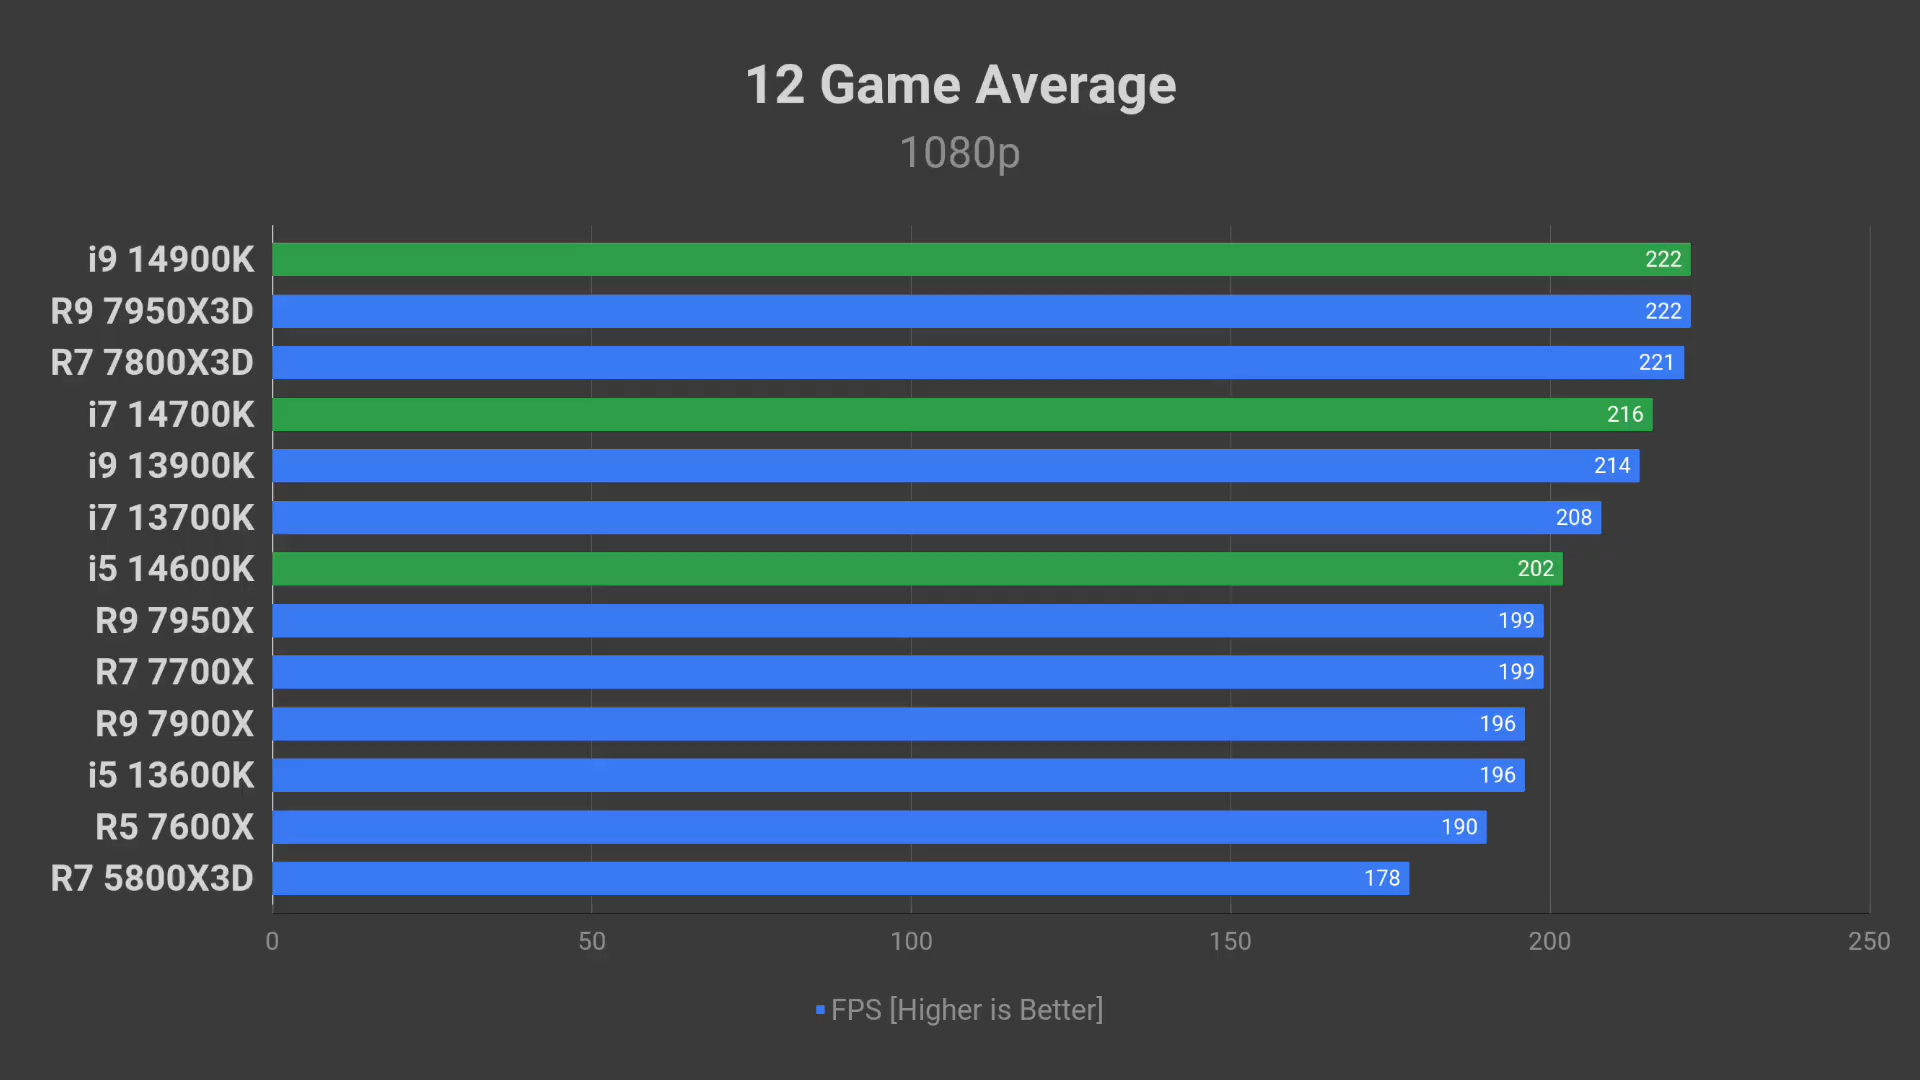 12 Game Average
1080p
i9 14900K 222
R9 7950X3D 222
R7 7800X3D 221
i7 14700K 216
i9 13900K 214
i7 13700K 208
i5 14600K 202
R9 7950X 199
R7 7700X 199
R9 7900X 196
i5 13600K 196
R5 7600X 190
R7 5800X3D 178
0 50 100 150 200 250
FPS [Higher is Better]